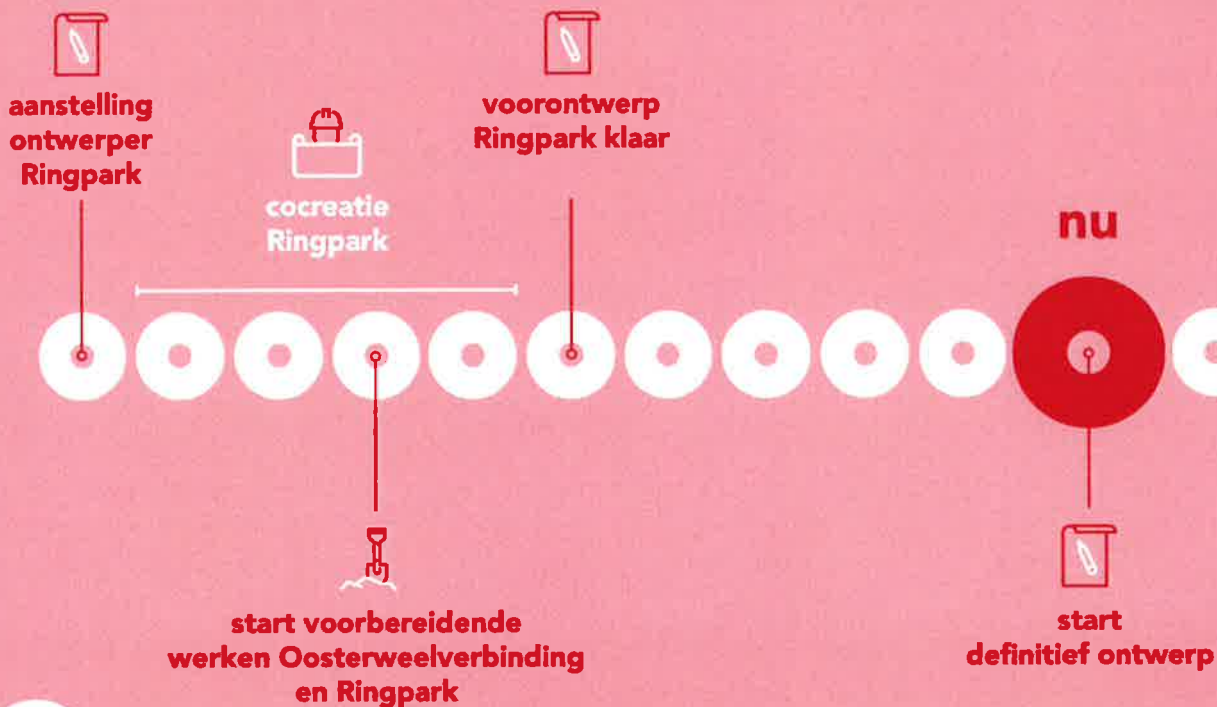 aanstelling
ontwerper
Ringpark
cocreatie
Ringpark
voorontwerp
Ringpark klaar
nu
start voorbereidende
werken Oosterweelverbinding
en Ringpark
start
definitief ontwerp